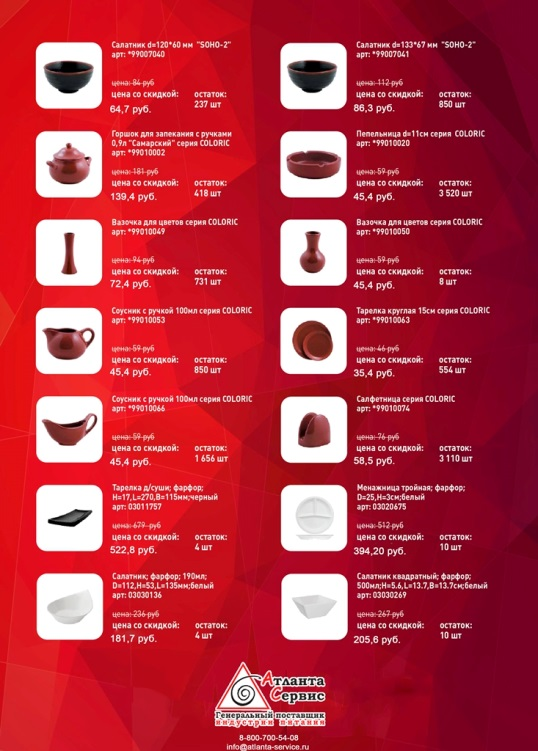 Салатник d=120*60 мм "SOHO-2"
арт: *99007040
цена: 84 руб
цена со скидкой:
64,7 руб.
остаток:
237 шт
Салатник d=133*67 мм "SOHO-2"
арт: *99007041
цена: 112 руб
цена со скидкой:
86,3 руб.
остаток:
850 шт
Горшок для запекания с ручками
0,9л "Самарский" серия COLORIC
арт: *99010002
цена: 181 руб
цена со скидкой:
139,4 руб.
остаток:
418 шт
Пепельница d=11см серия COLORIC
арт: *99010020
цена: 59 руб
цена со скидкой:
45,4 руб.
остаток:
3 520 шт
Вазочка для цветов серия COLORIC
арт: *99010049
цена: 94 руб
цена со скидкой:
72,4 руб.
остаток:
731 шт
Вазочка для цветов серия COLORIC
арт: *99010050
цена: 59 руб
цена со скидкой:
45,4 руб.
остаток:
8 шт
Соусник с ручкой 100мл серия COLORIC
арт: *99010053
цена: 59 руб
цена со скидкой:
45,4 руб.
остаток:
850 шт
Тарелка круглая 15см серия COLORIC
арт: *99010063
цена: 46 руб
цена со скидкой:
35,4 руб.
остаток:
554 шт
Соусник с ручкой 100мл серия COLORIC
арт: *99010066
цена: 59 руб
цена со скидкой:
45,4 руб.
остаток:
1 656 шт
Салфетница серия COLORIC
арт: *99010074
цена: 76 руб
цена со скидкой:
58,5 руб.
остаток:
3 110 шт
Тарелка д/суши; фарфор;
H=17,L=270,B=115мм;черный
арт: 03011757
цена: 679 руб
цена со скидкой:
522,8 руб.
остаток:
4 шт
Менажница тройная; фарфор;
D=25,H=3см;белый
арт: 03020675
цена: 512 руб
цена со скидкой:
394,20 руб.
остаток:
10 шт
Салатник; фарфор; 190мл;
D=112,H=53,L=135мм;белый
арт: 03030136
цена: 236 руб
цена со скидкой:
181,7 руб.
остаток:
4 шт
Салатник квадратный; фарфор;
500мл;H=5.6,L=13.7,B=13.7см;белый
арт: 03030269
цена: 267 руб
цена со скидкой:
205,6 руб.
остаток:
10 шт
Атланта
Сервис
Генеральный поставщик
индустрии питания
8-800-700-54-08
info@atlanta-service.ru